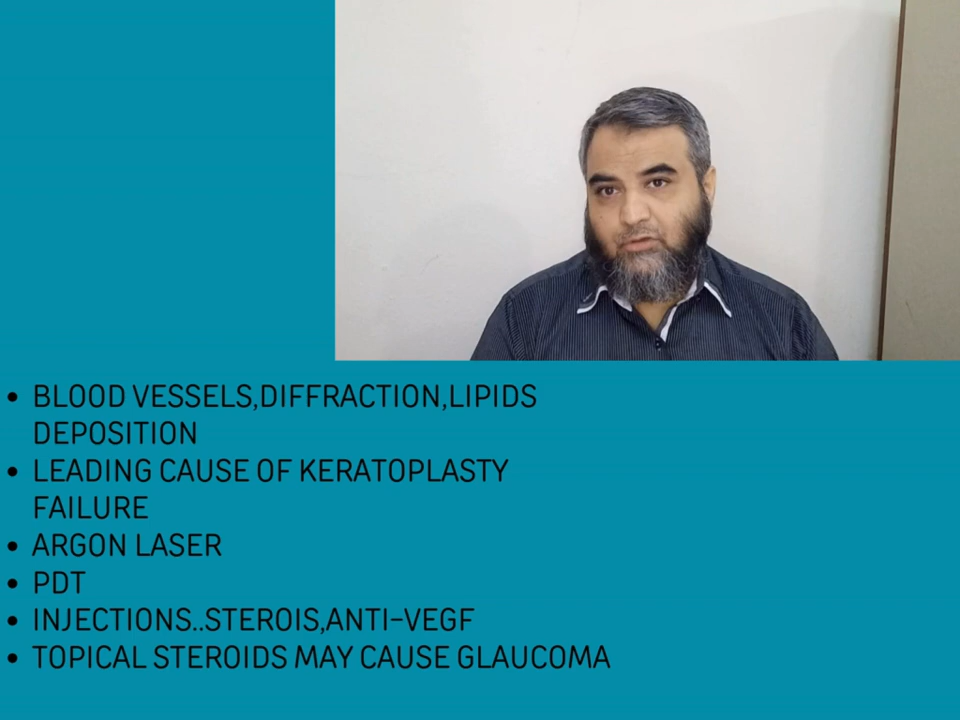 • BLOOD VESSELS,DIFFRACTION,LIPIDS
DEPOSITION
• LEADING CAUSE OF KERATOPLASTY
FAILURE
• ARGON LASER
• PDT
• INJECTIONS..STEROIS,ANTI-VEGF
• TOPICAL STEROIDS MAY CAUSE GLAUCOMA